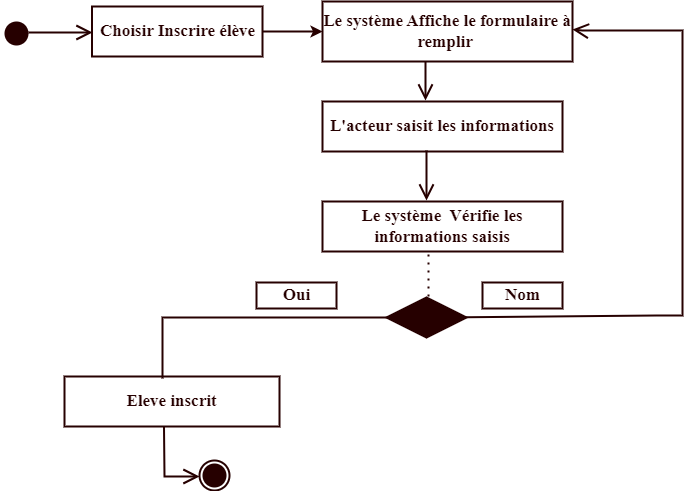 Choisir Inscrire élève
Le système Affiche le formulaire à
remplir
L'acteur saisit les informations
Le système Vérifie les
informations saisis
Oui
Nom
Eleve inscrit